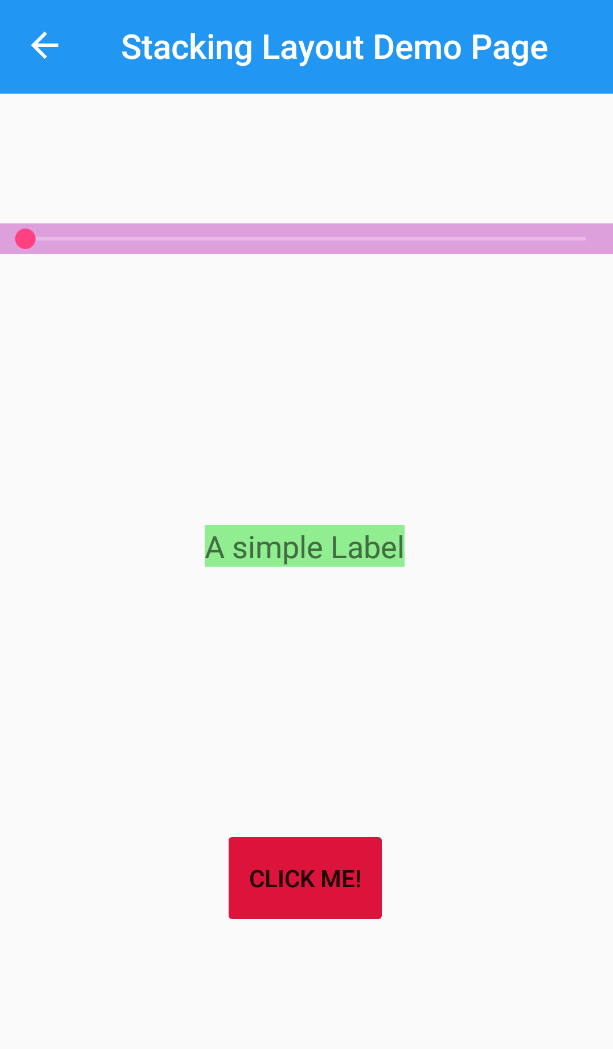 Stacking Layout Demo Page
A simple Label
CLICK ME!